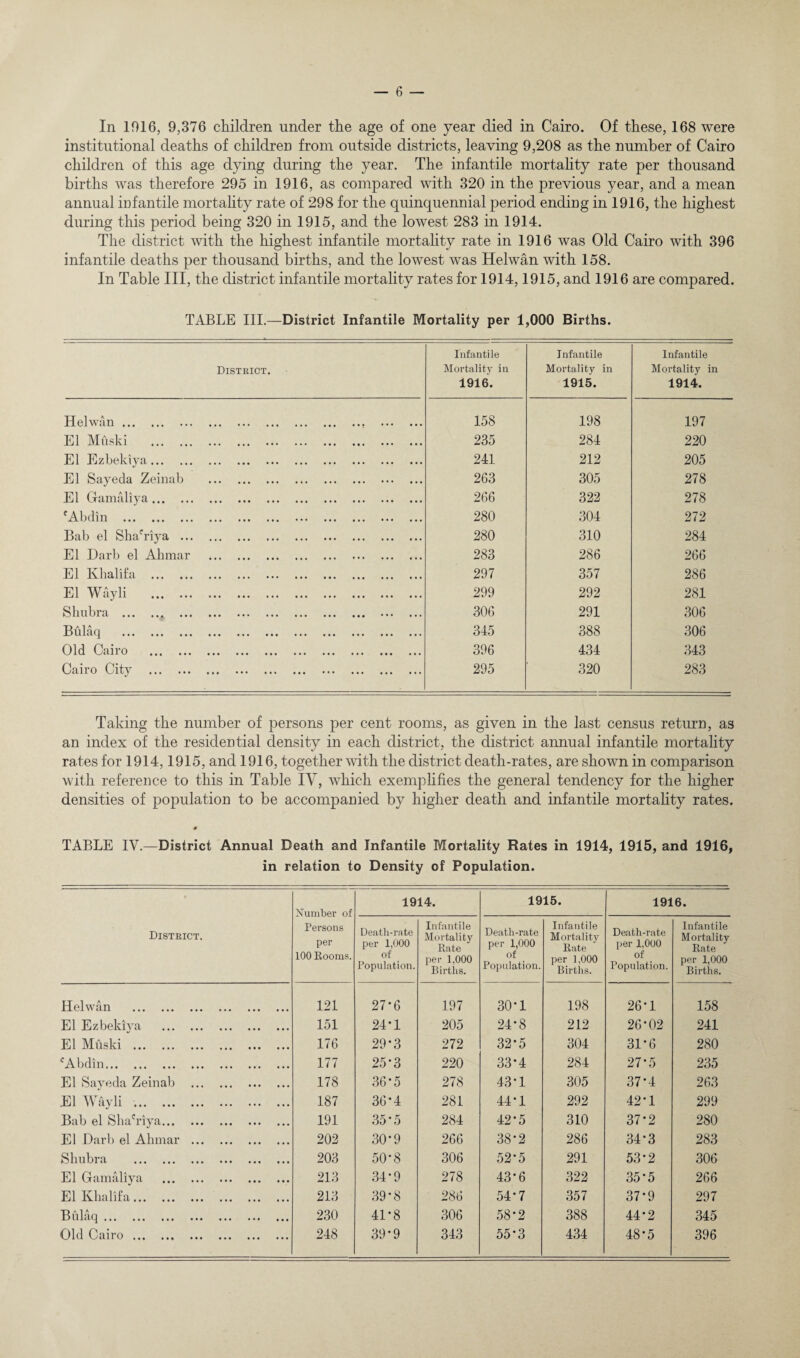 — 6 —
In 1916, 9,376 children under the age of one year died in Cairo. Of these, 168 were
institutional deaths of children from outside districts, leaving 9,208 as the number of Cairo
children of this age dying during the year. The infantile mortality rate per thousand
births was therefore 295 in 1916, as compared with 320 in the previous year, and a mean
annual infantile mortality rate of 298 for the quinquennial period ending in 1916, the highest
during this period being 320 in 1915, and the lowest 283 in 1914.
The district with the highest infantile mortality rate in 1916 was Old Cairo with 396
infantile deaths per thousand births, and the lowest was Helwân with 158.
In Table III, the district infantile mortality rates for 1914, 1915, and 1916 are compared.
TABLE III.—District Infantile Mortality per 1,000 Births.
District. | Infantile Mortality in 1916. | Infantile Mortality in 1915. | Infantile Mortality in 1914.
Helwân ... 158 198 197
El Mûski ... 235 284 220
El Ezbekîya ... 241 212 205
El Sayeda Zeinab ... 263 305 278
El Gamâlîya ... 266 322 278
ʿAbdîn ... 280 304 272
Bab el Shaʿrîya ... 280 310 284
El Darb el Ahmar ... 283 286 266
El Khalîfa ... 297 357 286
El Wâyli ... 299 292 281
Shubra ... 306 291 306
Bûlâq ... 345 388 306
Old Cairo ... 396 434 343
Cairo City ... 295 320 283
Taking the number of persons per cent rooms, as given in the last census return, as
an index of the residential density in each district, the district annual infantile mortality
rates for 1914, 1915, and 1916, together with the district death-rates, are shown in comparison
with reference to this in Table IV, which exemplifies the general tendency for the higher
densities of population to be accompanied by higher death and infantile mortality rates.
TABLE IV.—District Annual Death and Infantile Mortality Rates in 1914, 1915, and 1916,
in relation to Density of Population.
District. | Number of Persons per 100 Rooms. | 1914. | 1915. | 1916.
Death-rate per 1,000 of Population. | Infantile Mortality Rate per 1,000 Births. | Death-rate per 1,000 of Population. | Infantile Mortality Rate per 1,000 Births. | Death-rate per 1,000 of Population. | Infantile Mortality Rate per 1,000 Births.
Helwân ... 121 27·6 197 30·1 198 26·1 158
El Ezbekîya ... 151 24·1 205 24·8 212 26·02 241
El Mûski ... 176 29·3 272 32·5 304 31·6 280
ʿAbdîn ... 177 25·3 220 33·4 284 27·5 235
El Sayeda Zeinab ... 178 36·5 278 43·1 305 37·4 263
El Wâyli ... 187 36·4 281 44·1 292 42·1 299
Bab el Shaʿrîya ... 191 35·5 284 42·5 310 37·2 280
El Darb el Ahmar ... 202 30·9 266 38·2 286 34·3 283
Shubra ... 203 50·8 306 52·5 291 53·2 306
El Gamâlîya ... 213 34·9 278 43·6 322 35·5 266
El Khalîfa ... 213 39·8 286 54·7 357 37·9 297
Bûlâq ... 230 41·8 306 58·2 388 44·2 345
Old Cairo ... 248 39·9 343 55·3 434 48·5 396